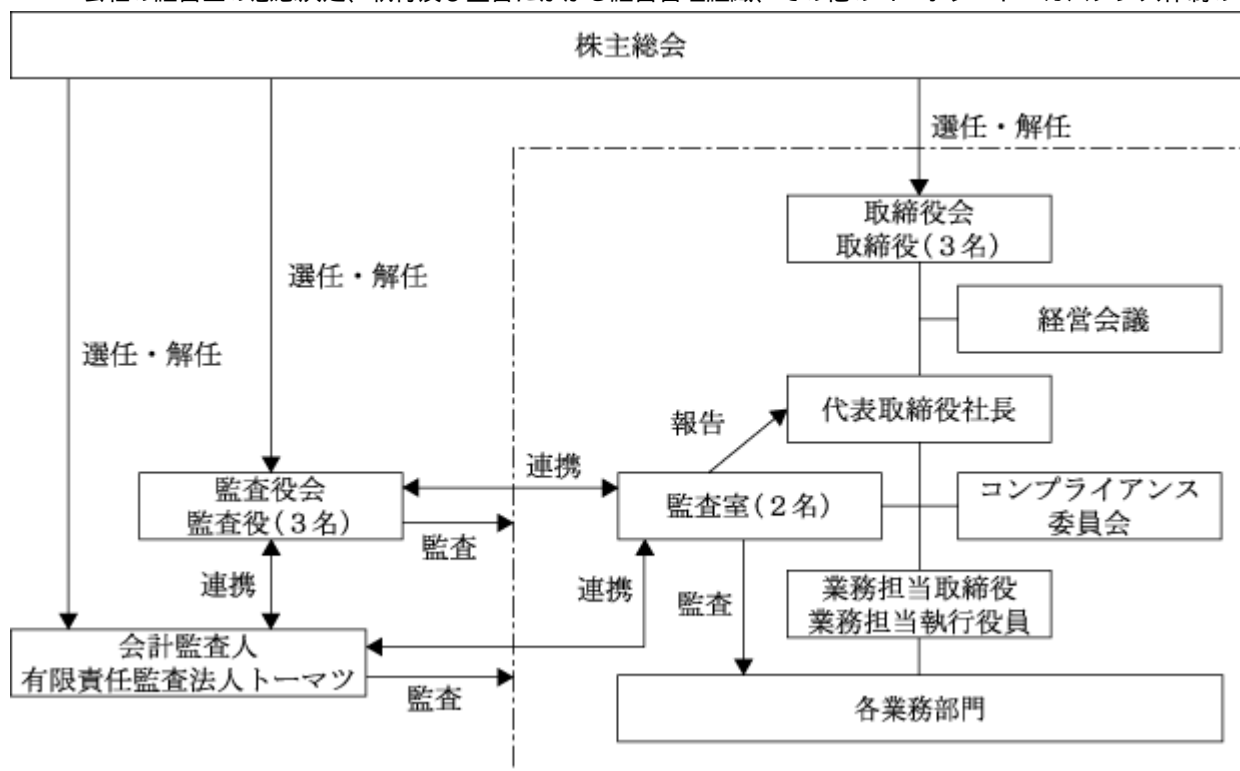 株主総会
選任・解任
取締役会
取締役(3名)
選任・解任
経営会議
選任・解任
代表取締役社長
報告
連携
監査役会
監査役(3名)
監査室(2名)
コンプライアンス
委員会
監査
連携
連携
監査
業務担当取締役
業務担当執行役員
会計監査人
有限責任監査法人トーマツ
監査
各業務部門